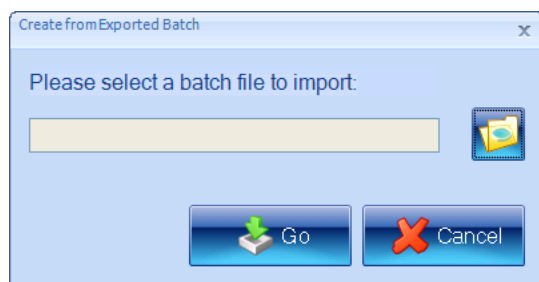 Create from Exported Batch
x
Please select a batch file to import:
Go
Cancel